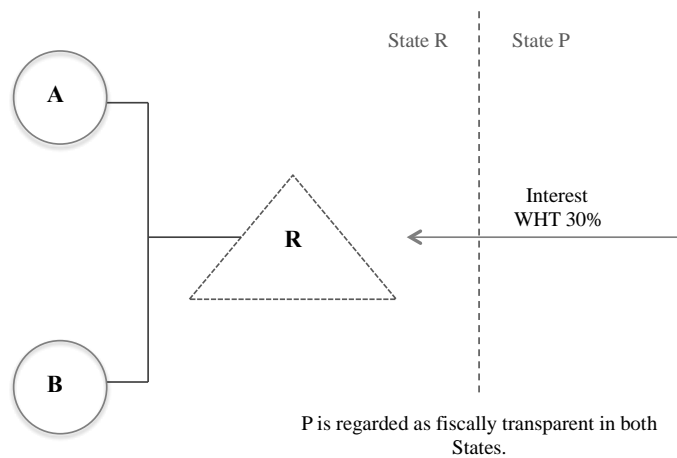 State R
State P
A
Interest
WHT 30%
R
B
P is regarded as fiscally transparent in both
States.